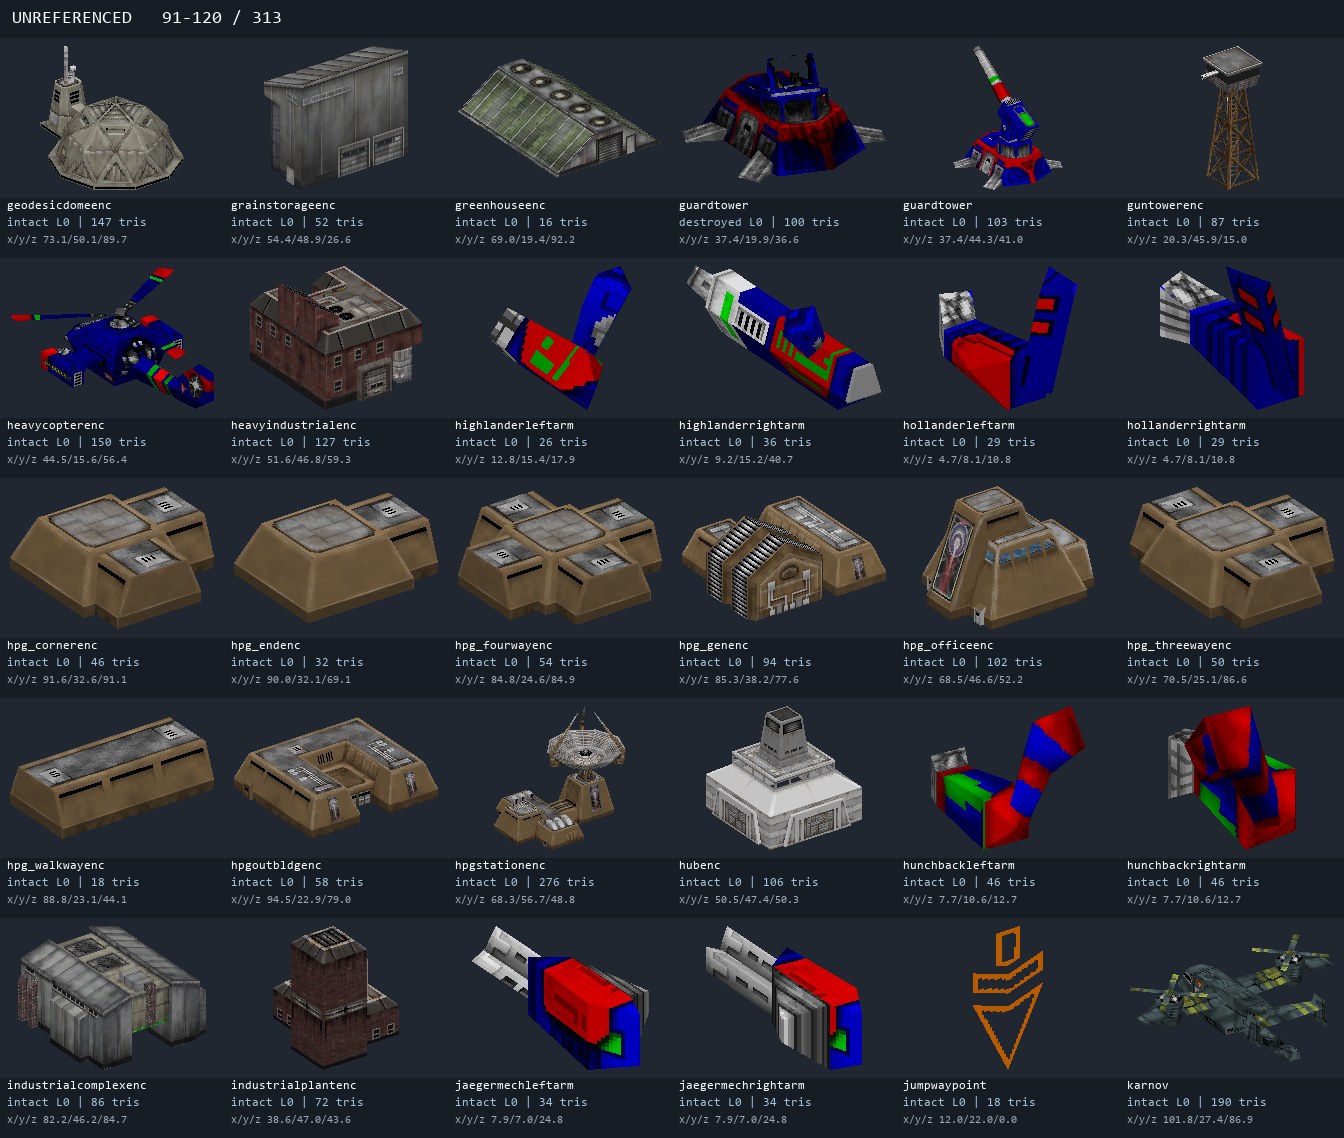 UNREFERENCED 91-120 / 313
geodesicdomeenc
intact L0 | 147 tris
x/y/z 73.1/50.1/89.7
grainstorageenc
intact L0 | 52 tris
x/y/z 54.4/48.9/26.6
greenhouseenc
intact L0 | 16 tris
x/y/z 69.0/19.4/92.2
guardtower
destroyed L0 | 100 tris
x/y/z 37.4/19.9/36.6
guardtower
intact L0 | 103 tris
x/y/z 37.4/44.3/41.0
guntowerenc
intact L0 | 87 tris
x/y/z 20.3/45.9/15.0
heavycopterenc
intact L0 | 150 tris
x/y/z 44.5/15.6/56.4
heavyindustrialenc
intact L0 | 127 tris
x/y/z 51.6/46.8/59.3
highlanderleftarm
intact L0 | 26 tris
x/y/z 12.8/15.4/17.9
highlanderrightarm
intact L0 | 36 tris
x/y/z 9.2/15.2/40.7
hollanderleftarm
intact L0 | 29 tris
x/y/z 4.7/8.1/10.8
hollanderrightarm
intact L0 | 29 tris
x/y/z 4.7/8.1/10.8
hpg_cornerenc
intact L0 | 46 tris
x/y/z 91.6/32.6/91.1
hpg_endenc
intact L0 | 32 tris
x/y/z 90.0/32.1/69.1
hpg_fourwayenc
intact L0 | 54 tris
x/y/z 84.8/24.6/84.9
hpg_genenc
intact L0 | 94 tris
x/y/z 85.3/38.2/77.6
hpg_officeenc
intact L0 | 102 tris
x/y/z 68.5/46.6/52.2
hpg_threewayenc
intact L0 | 50 tris
x/y/z 70.5/25.1/86.6
hpg_walkwayenc
intact L0 | 18 tris
x/y/z 88.8/23.1/44.1
hpgoutbldgenc
intact L0 | 58 tris
x/y/z 94.5/22.9/79.0
hpgstationenc
intact L0 | 276 tris
x/y/z 68.3/56.7/48.8
hubenc
intact L0 | 106 tris
x/y/z 50.5/47.4/50.3
hunchbackleftarm
intact L0 | 46 tris
x/y/z 7.7/10.6/12.7
hunchbackrightarm
intact L0 | 46 tris
x/y/z 7.7/10.6/12.7
industrialcomplexenc
intact L0 | 86 tris
x/y/z 82.2/46.2/84.7
industrialplantenc
intact L0 | 72 tris
x/y/z 38.6/47.0/43.6
jaegermechleftarm
intact L0 | 34 tris
x/y/z 7.9/7.0/24.8
jaegermechrightarm
intact L0 | 34 tris
x/y/z 7.9/7.0/24.8
jumpwaypoint
intact L0 | 18 tris
x/y/z 12.0/22.0/0.0
karnov
intact L0 | 190 tris
x/y/z 101.8/27.4/86.9